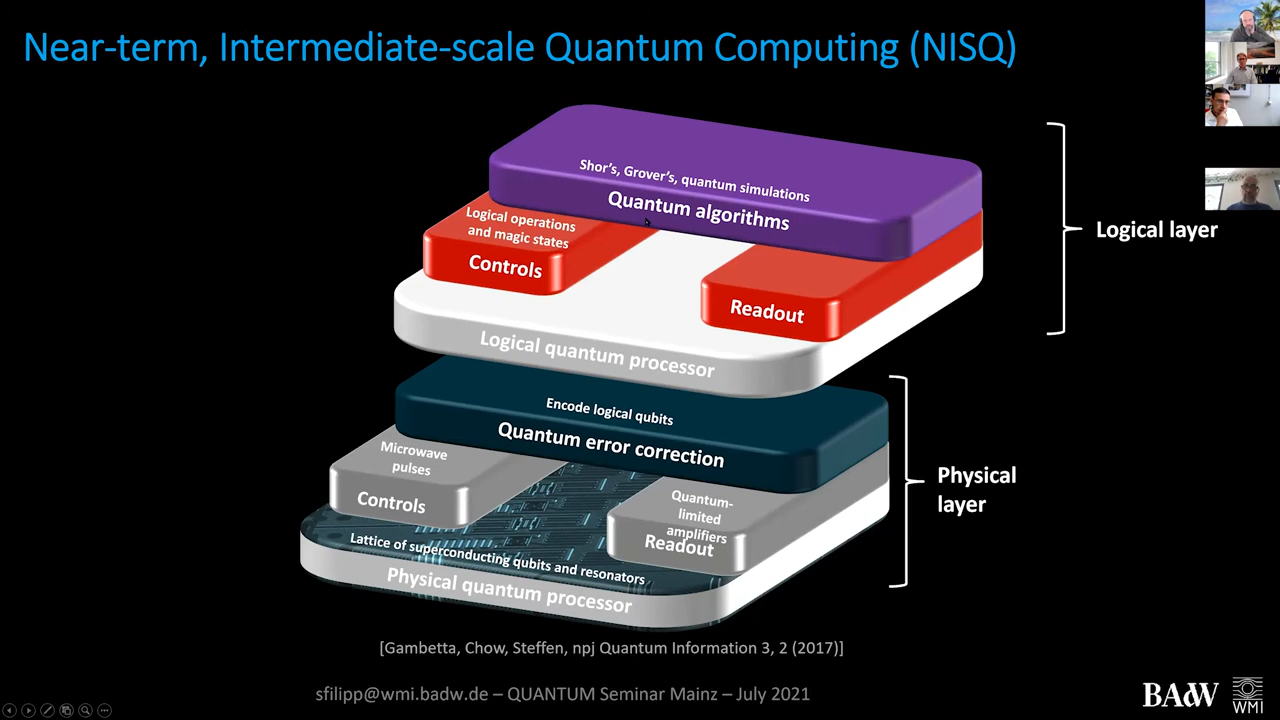 Near-term, Intermediate-scale Quantum Computing (NISQ)
Shor's, Grover's, quantum simulations
Quantum algorithms
Logical operations
and magic states
Controls
Readout
Logical quantum processor
Logical layer
Encode logical qubits
Quantum error correction
Microwave
pulses
Controls
Quantum-
limited
amplifiers
Readout
Lattice of superconducting qubits and resonators
Physical quantum processor
Physical
layer
[Gambetta, Chow, Steffen, npj Quantum Information 3, 2 (2017)]
sfilipp@wmi.badw.de – QUANTUM Seminar Mainz – July 2021
BAdW
WMI